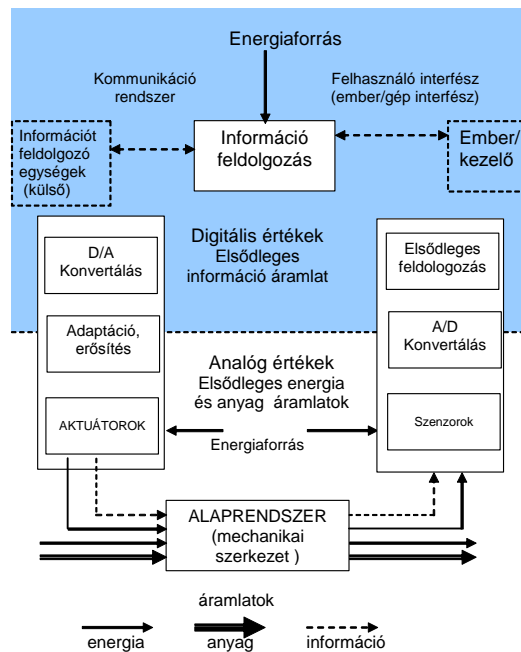 Energiaforrás
Kommunikáció
rendszer
Felhasználó interfész
(ember/gép interfész)
Információt
feldolgozó
egységek
(külső)
Információ
feldolgozás
Ember/
kezelő
D/A
Konvertálás
Adaptáció,
erősítés
AKTUÁTOROK
Digitális értékek
Elsődleges
információ áramlat
Analóg értékek
Elsődleges energia
és anyag áramlatok
Energiaforrás
Elsődleges
feldologozás
A/D
Konvertálás
Szenzorok
ALAPRENDSZER
(mechanikai
szerkezet )
áramlatok
energia
anyag
információ